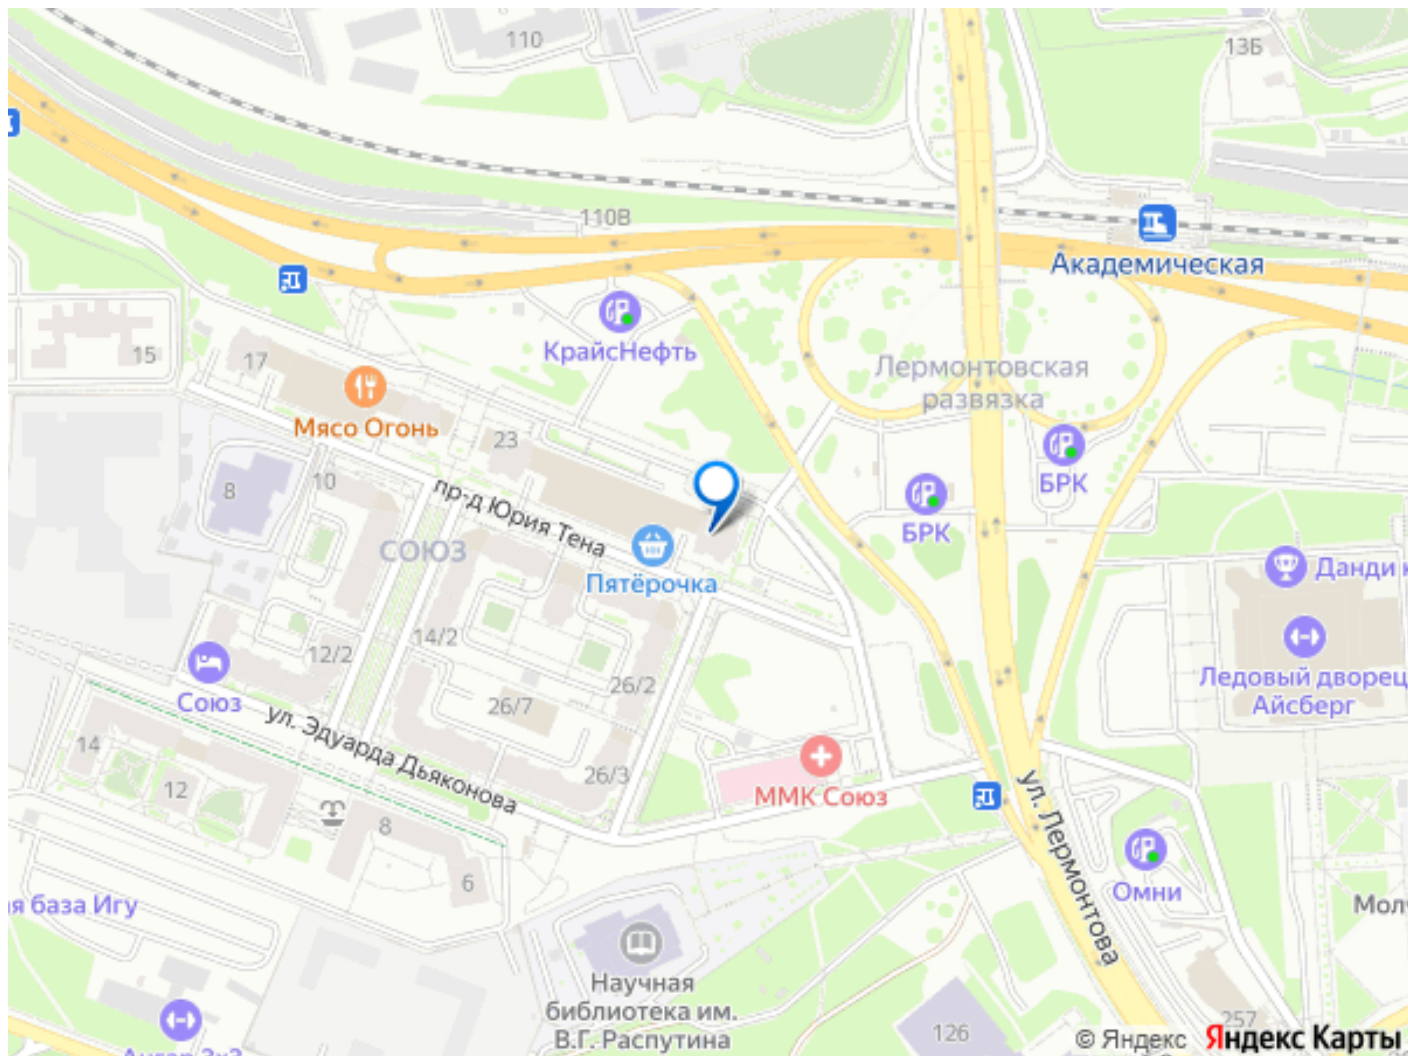 110
13Б
110В
Академическая
КрайсНефть
15
17
Лермонтовская
развязка
Мясо Огонь
23
БРК
10
8
пр-д Юрия Тена
БРК
СОЮЗ
Пятёрочка
Данди к
14/2
12/2
26/2
Ледовый дворец
Айсберг
Союз
26/7
ул. Эдуарда Дьяконова
14
26/3
12
ММК Союз
8
ул. Лермонтова
6
Омни
я база Игу
Мол
Научная
библиотека им.
В.Г. Распутина
126
257
© Яндекс Яндекс Карты